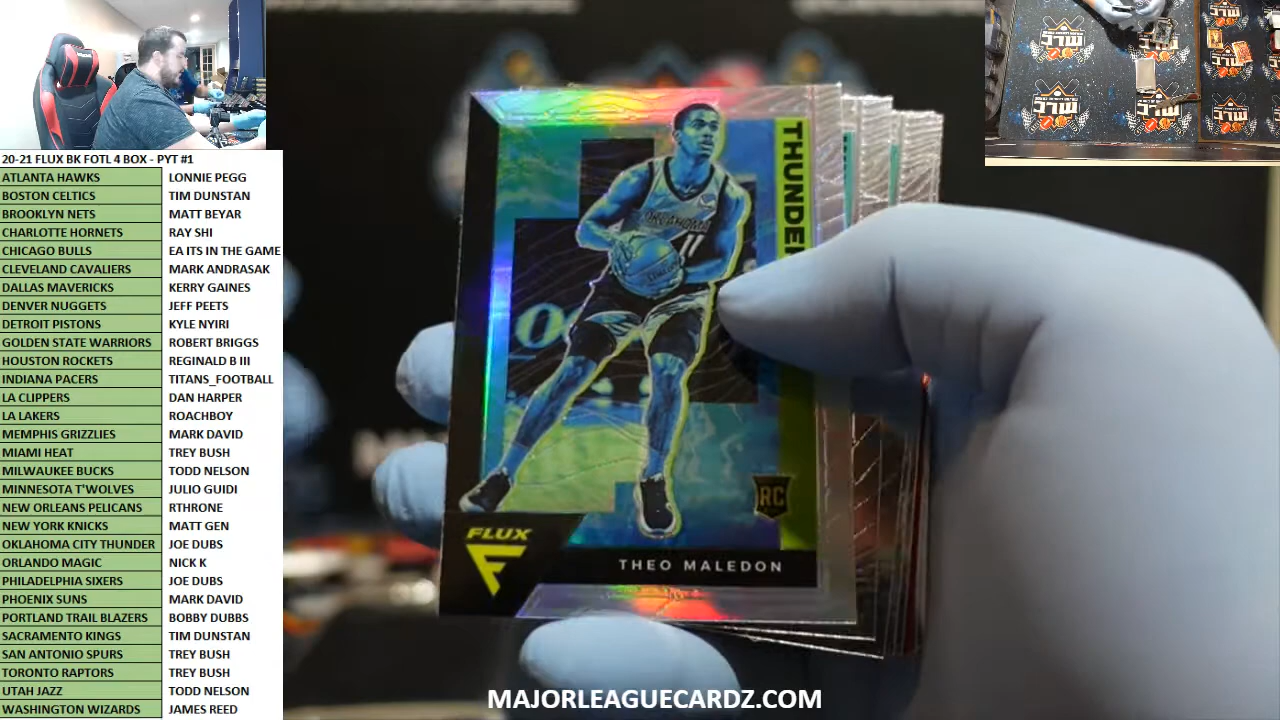 20-21 FLUX BK FOTL 4 BOX - PYT #1
ATLANTA HAWKS LONNIE PEGG
BOSTON CELTICS TIM DUNSTAN
BROOKLYN NETS MATT BEYAR
CHARLOTTE HORNETS RAY SHI
CHICAGO BULLS EA ITS IN THE GAME
CLEVELAND CAVALIERS MARK ANDRASAK
DALLAS MAVERICKS KERRY GAINES
DENVER NUGGETS JEFF PEETS
DETROIT PISTONS KYLE NYIRI
GOLDEN STATE WARRIORS ROBERT BRIGGS
HOUSTON ROCKETS REGINALD B III
INDIANA PACERS TITANS_FOOTBALL
LA CLIPPERS DAN HARPER
LA LAKERS ROACHBOY
MEMPHIS GRIZZLIES MARK DAVID
MIAMI HEAT TREY BUSH
MILWAUKEE BUCKS TODD NELSON
MINNESOTA T'WOLVES JULIO GUIDI
NEW ORLEANS PELICANS RTHRONE
NEW YORK KNICKS MATT GEN
OKLAHOMA CITY THUNDER JOE DUBS
ORLANDO MAGIC NICK K
PHILADELPHIA SIXERS JOE DUBS
PHOENIX SUNS MARK DAVID
PORTLAND TRAIL BLAZERS BOBBY DUBBS
SACRAMENTO KINGS TIM DUNSTAN
SAN ANTONIO SPURS TREY BUSH
TORONTO RAPTORS TREY BUSH
UTAH JAZZ TODD NELSON
WASHINGTON WIZARDS JAMES REED
THUNDE
OKLAHOMA
11
RC
FLUX
THEO MALEDON
MAJORLEAGUECARDZ.COM